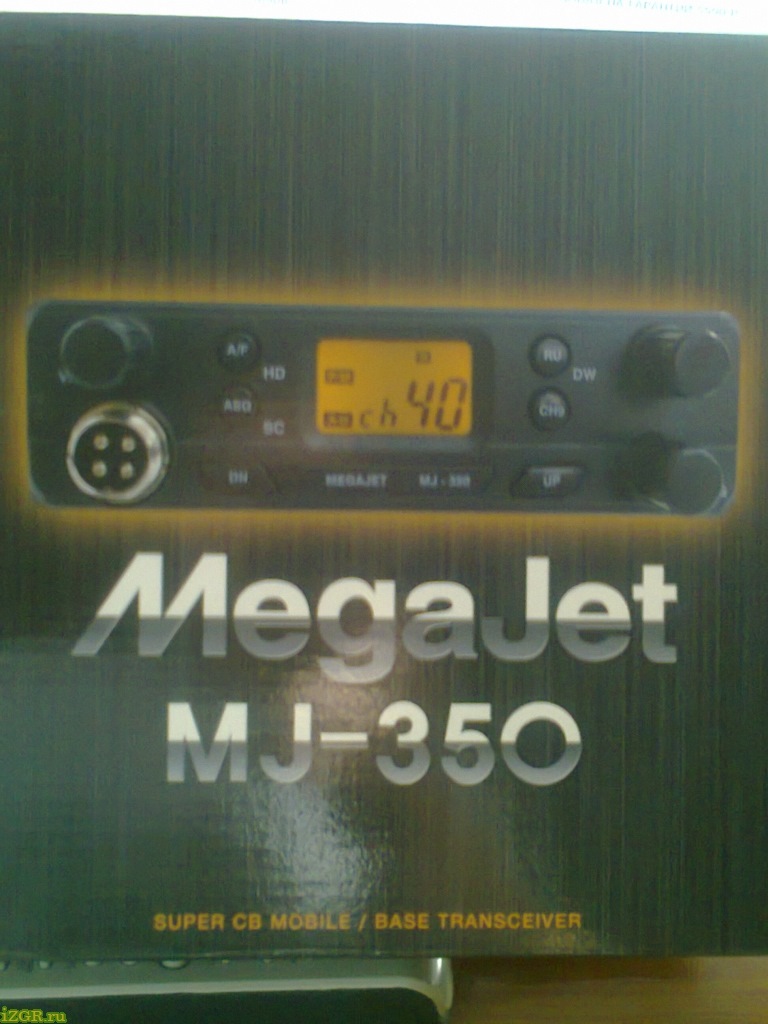 A/F
RU
HD
DW
ASQ
CH9
SC
ch 40
DN
MEGAJET
MJ-350
UP
MegaJet
MJ-350
SUPER CB MOBILE / BASE TRANSCEIVER
iZGR.ru